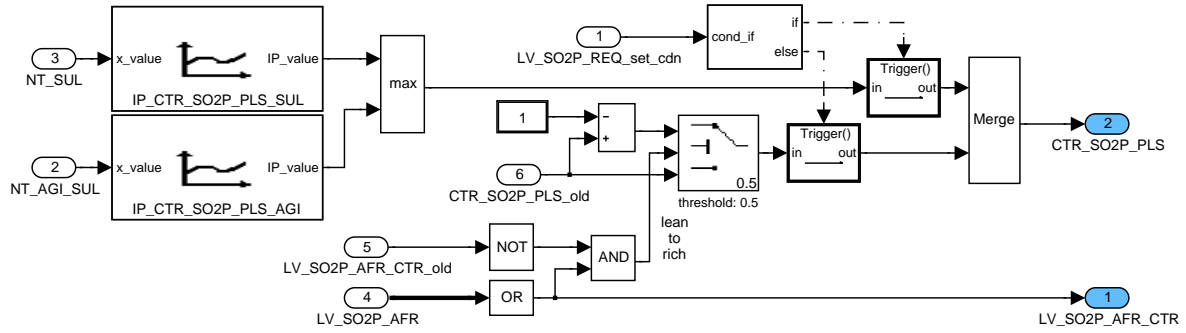 3
NT_SUL
x_value
IP_value
IP_CTR_SO2P_PLS_SUL
2
NT_AGI_SUL
x_value
IP_value
IP_CTR_SO2P_PLS_AGI
max
1
LV_SO2P_REQ_set_cdn
cond_if
if
else
Trigger()
in
out
1
−
+
6
CTR_SO2P_PLS_old
0.5
threshold: 0.5
lean
to
rich
Trigger()
in
out
Merge
2
CTR_SO2P_PLS
5
LV_SO2P_AFR_CTR_old
NOT
AND
4
LV_SO2P_AFR
OR
1
LV_SO2P_AFR_CTR